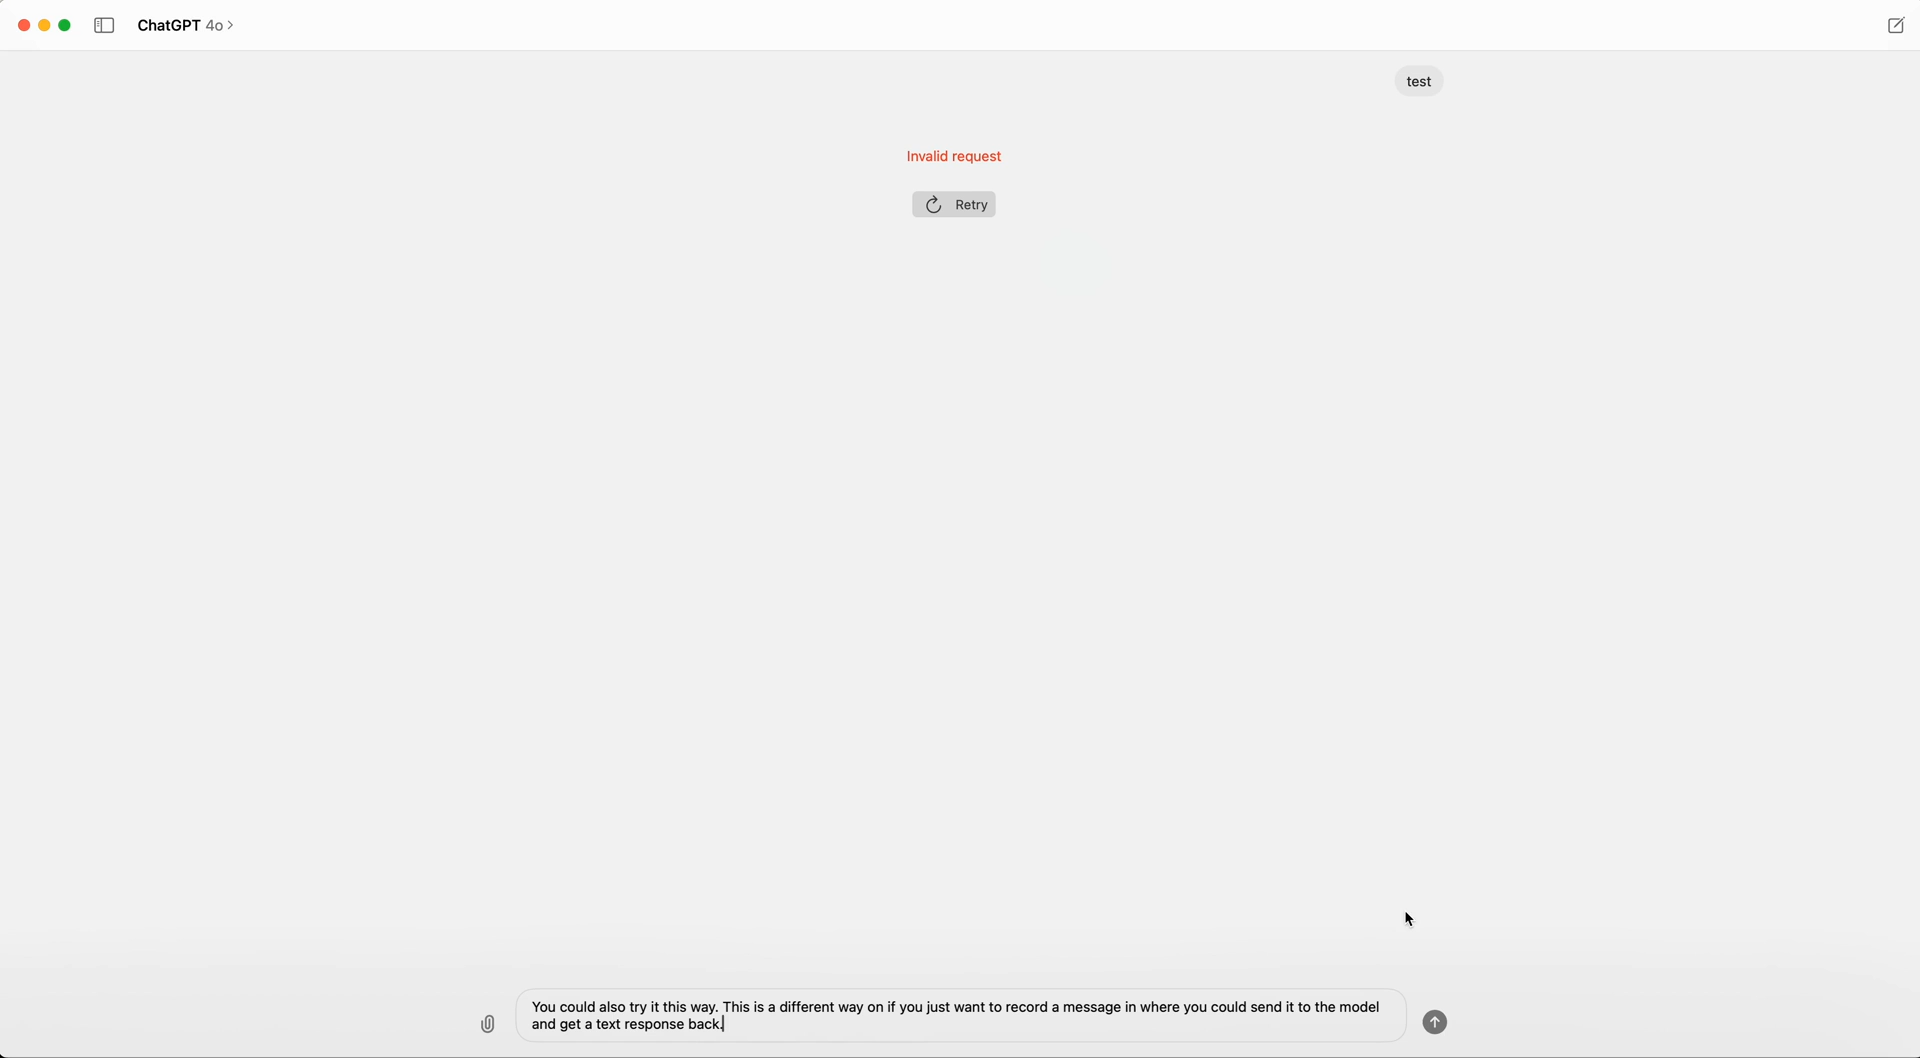 ChatGPT 4o >
test
Invalid request
Retry
You could also try it this way. This is a different way on if you just want to record a message in where you could send it to the model
and get a text response back.